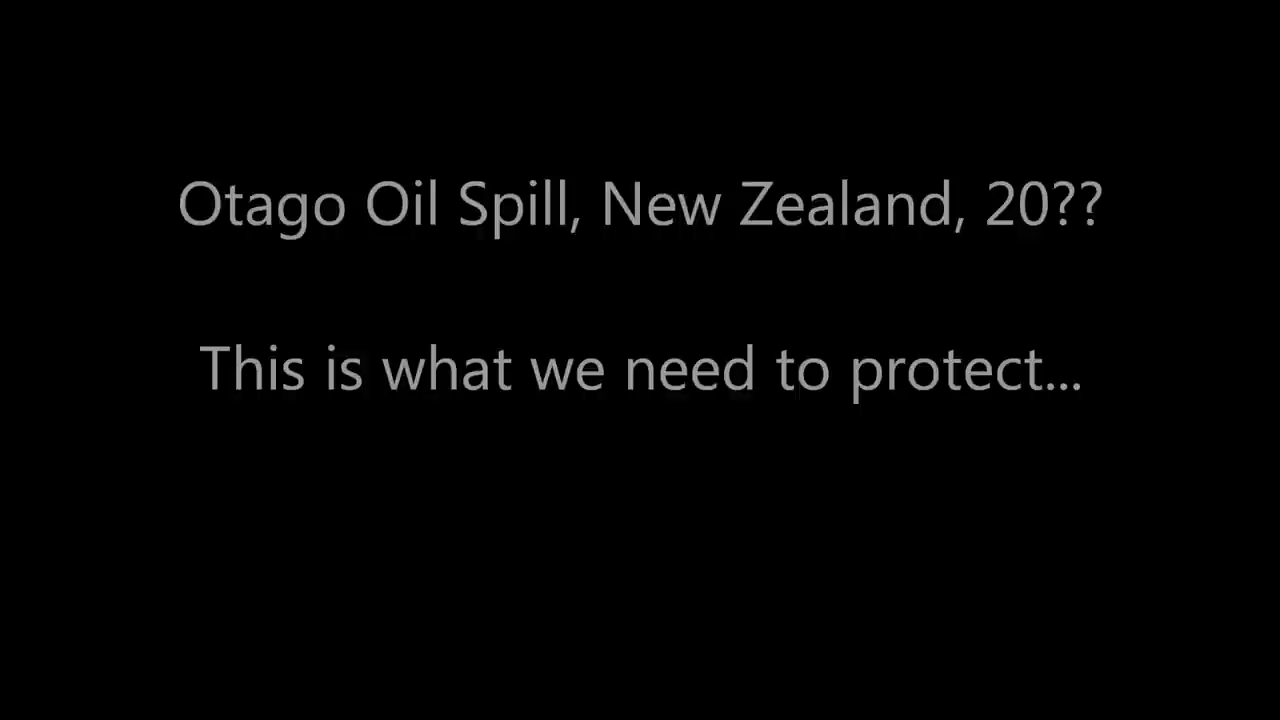 Otago Oil Spill, New Zealand, 20??
This is what we need to protect...